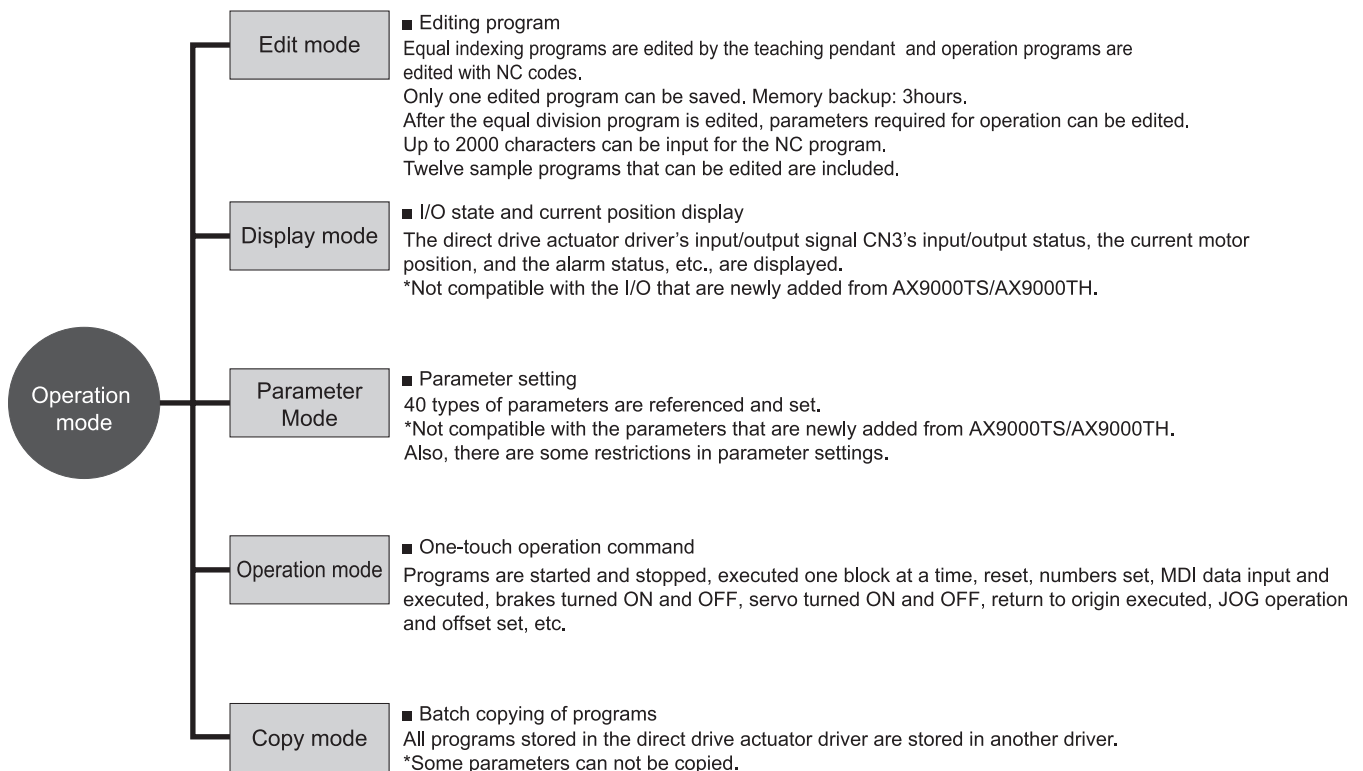 Operation
mode
Edit mode
■ Editing program
Equal indexing programs are edited by the teaching pendant and operation programs are
edited with NC codes.
Only one edited program can be saved. Memory backup: 3hours.
After the equal division program is edited, parameters required for operation can be edited.
Up to 2000 characters can be input for the NC program.
Twelve sample programs that can be edited are included.
Display mode
■ I/O state and current position display
The direct drive actuator driver's input/output signal CN3's input/output status, the current motor
position, and the alarm status, etc., are displayed.
*Not compatible with the I/O that are newly added from AX9000TS/AX9000TH.
Parameter
Mode
■ Parameter setting
40 types of parameters are referenced and set.
*Not compatible with the parameters that are newly added from AX9000TS/AX9000TH.
Also, there are some restrictions in parameter settings.
Operation mode
■ One-touch operation command
Programs are started and stopped, executed one block at a time, reset, numbers set, MDI data input and
executed, brakes turned ON and OFF, servo turned ON and OFF, return to origin executed, JOG operation
and offset set, etc.
Copy mode
■ Batch copying of programs
All programs stored in the direct drive actuator driver are stored in another driver.
*Some parameters can not be copied.